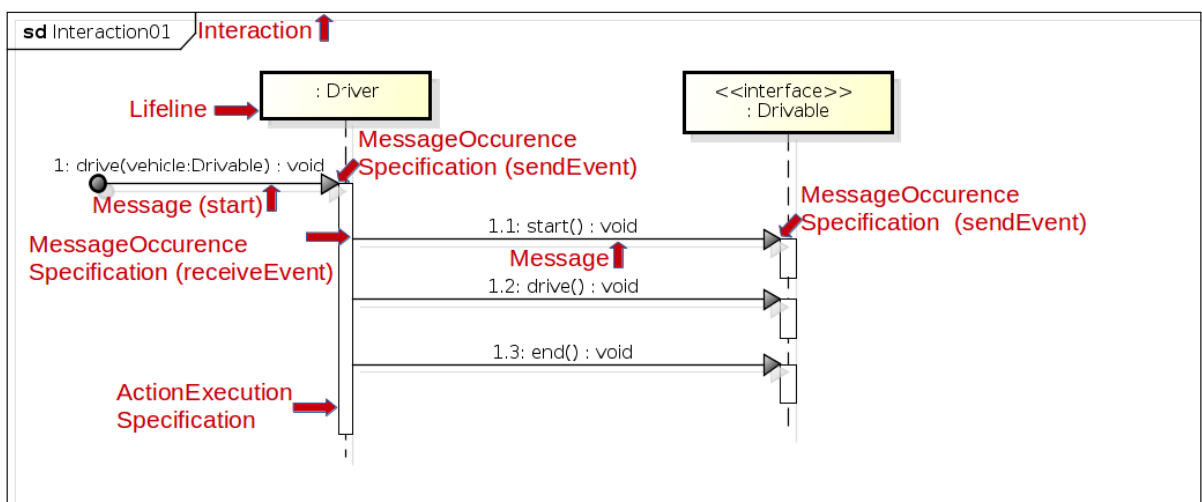 sd Interaction01
Interaction
: Driver
Lifeline
<<interface>>
: Drivable
MessageOccurence
Specification (sendEvent)
1: drive(vehicle:Drivable) : void
Message (start)
MessageOccurence
Specification (sendEvent)
MessageOccurence
Specification (receiveEvent)
1.1: start() : void
Message
1.2: drive() : void
1.3: end() : void
ActionExecution
Specification